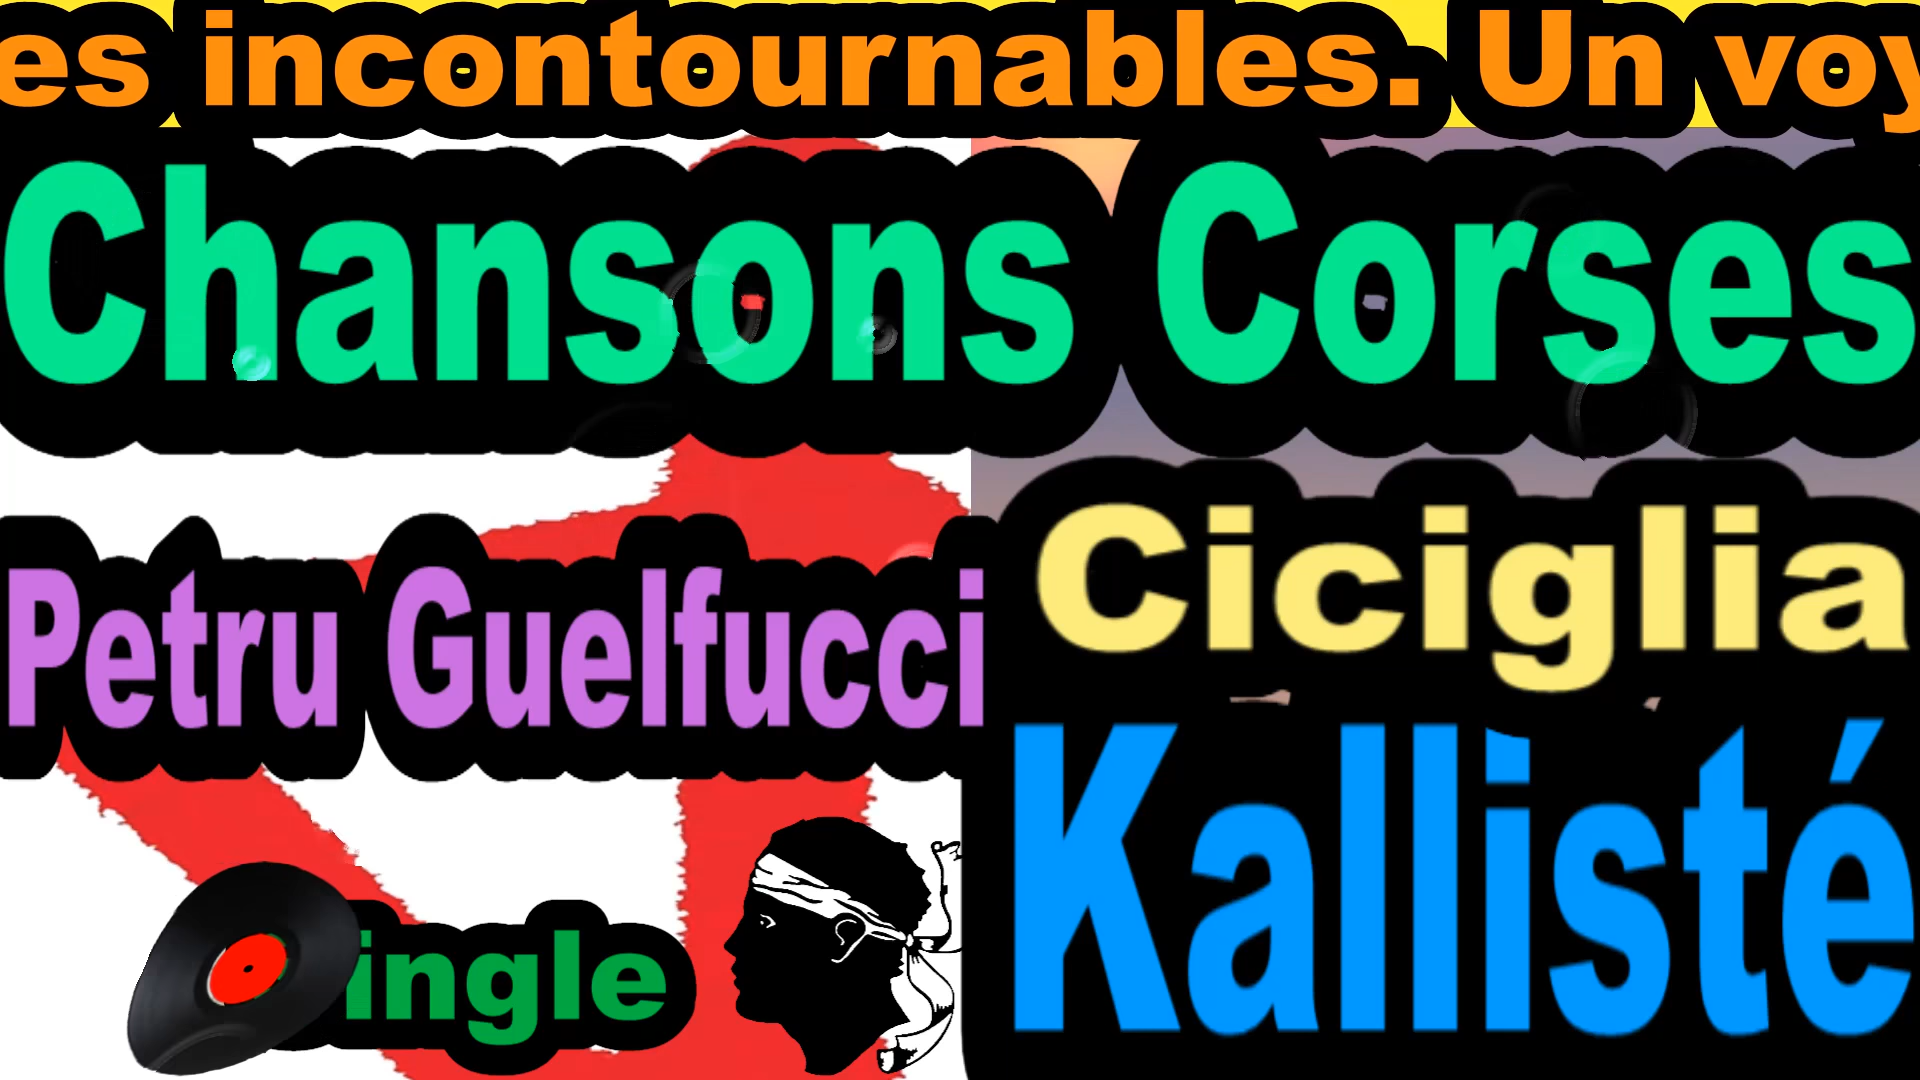 es incontournables. Un voy
Chansons Corses
Petru Guelfucci
Ciciglia
Kallisté
ingle